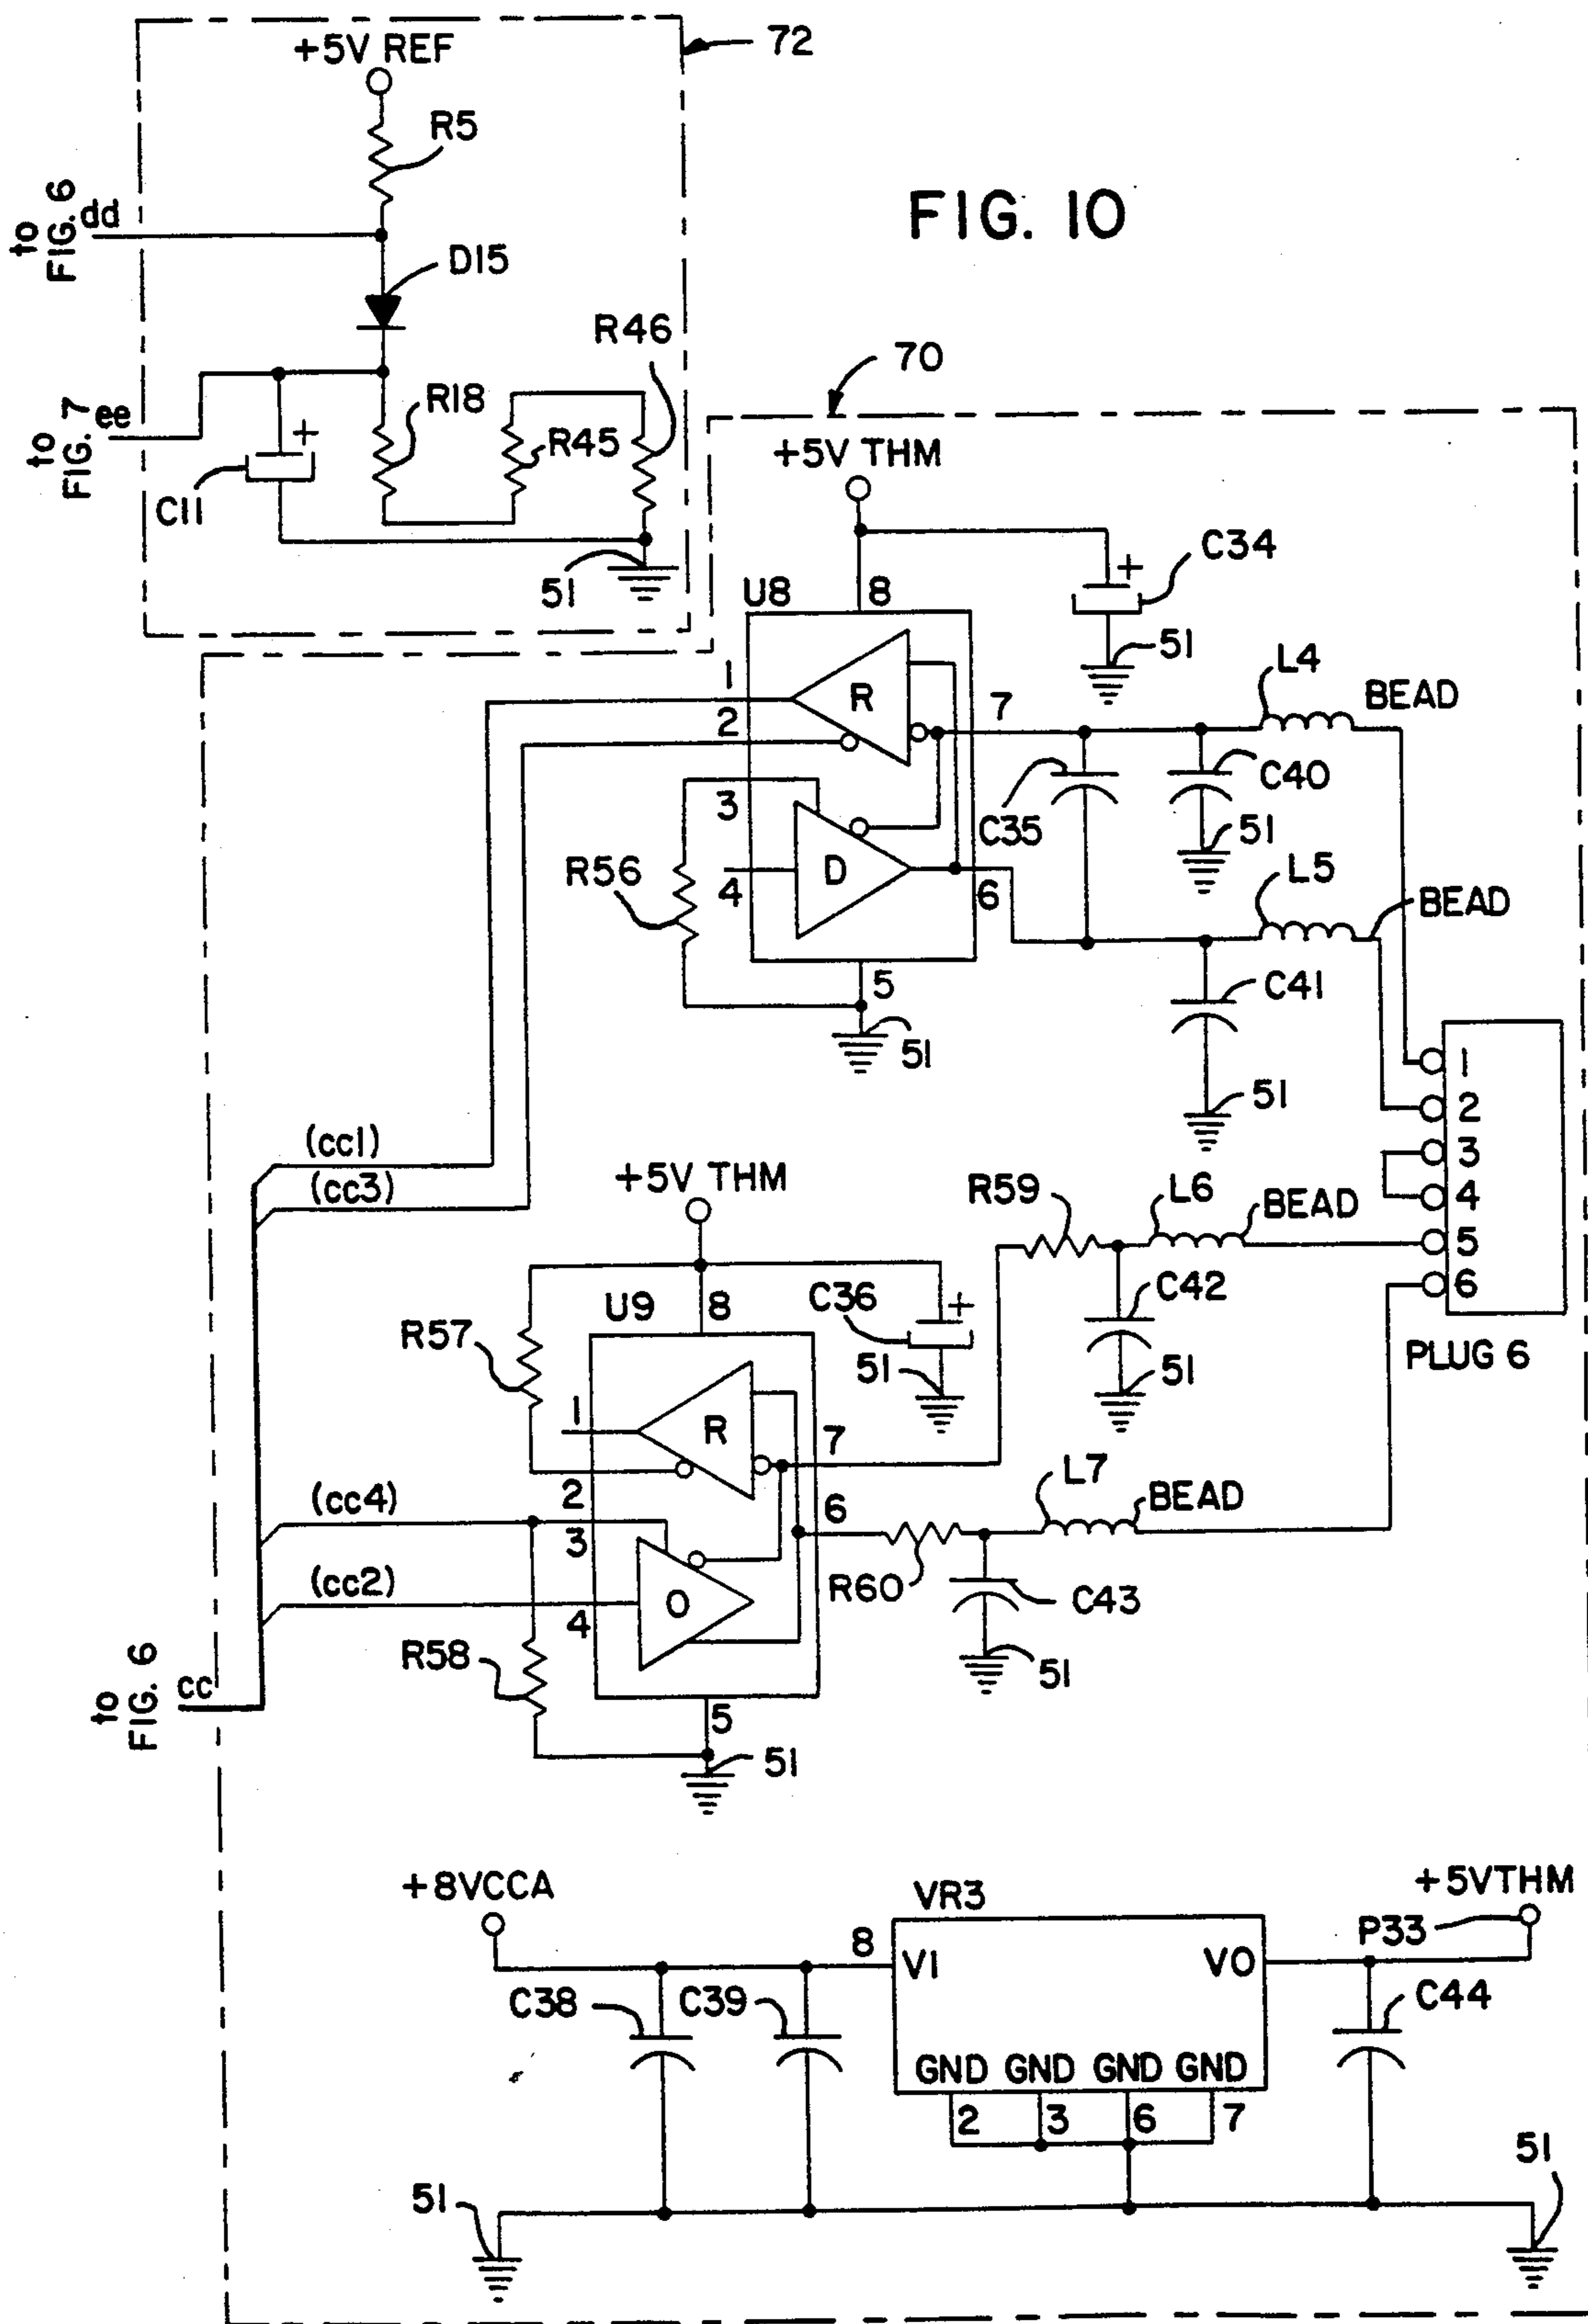 FIG. 10
+5V REF
72
R5
to FIG. 6
dd
D15
R46
to FIG. 7
ee
R18
R45
C11
51
70
+5V THM
C34
U8
8
51
1
R
7
L4
BEAD
2
3
C35
C40
51
R56
4
D
6
L5
BEAD
5
C41
51
51
1
2
3
4
5
6
PLUG 6
(cc1)
(cc3)
+5V THM
R59
L6
BEAD
U9
8
C36
C42
R57
51
51
1
R
7
2
6
L7
BEAD
(cc4)
3
(cc2)
O
4
R60
C43
R58
51
to FIG. 6
cc
5
51
+8VCCA
VR3
+5VTHM
P33
8
VI
VO
C38
C39
C44
GND GND GND GND
2
3
6
7
51
51